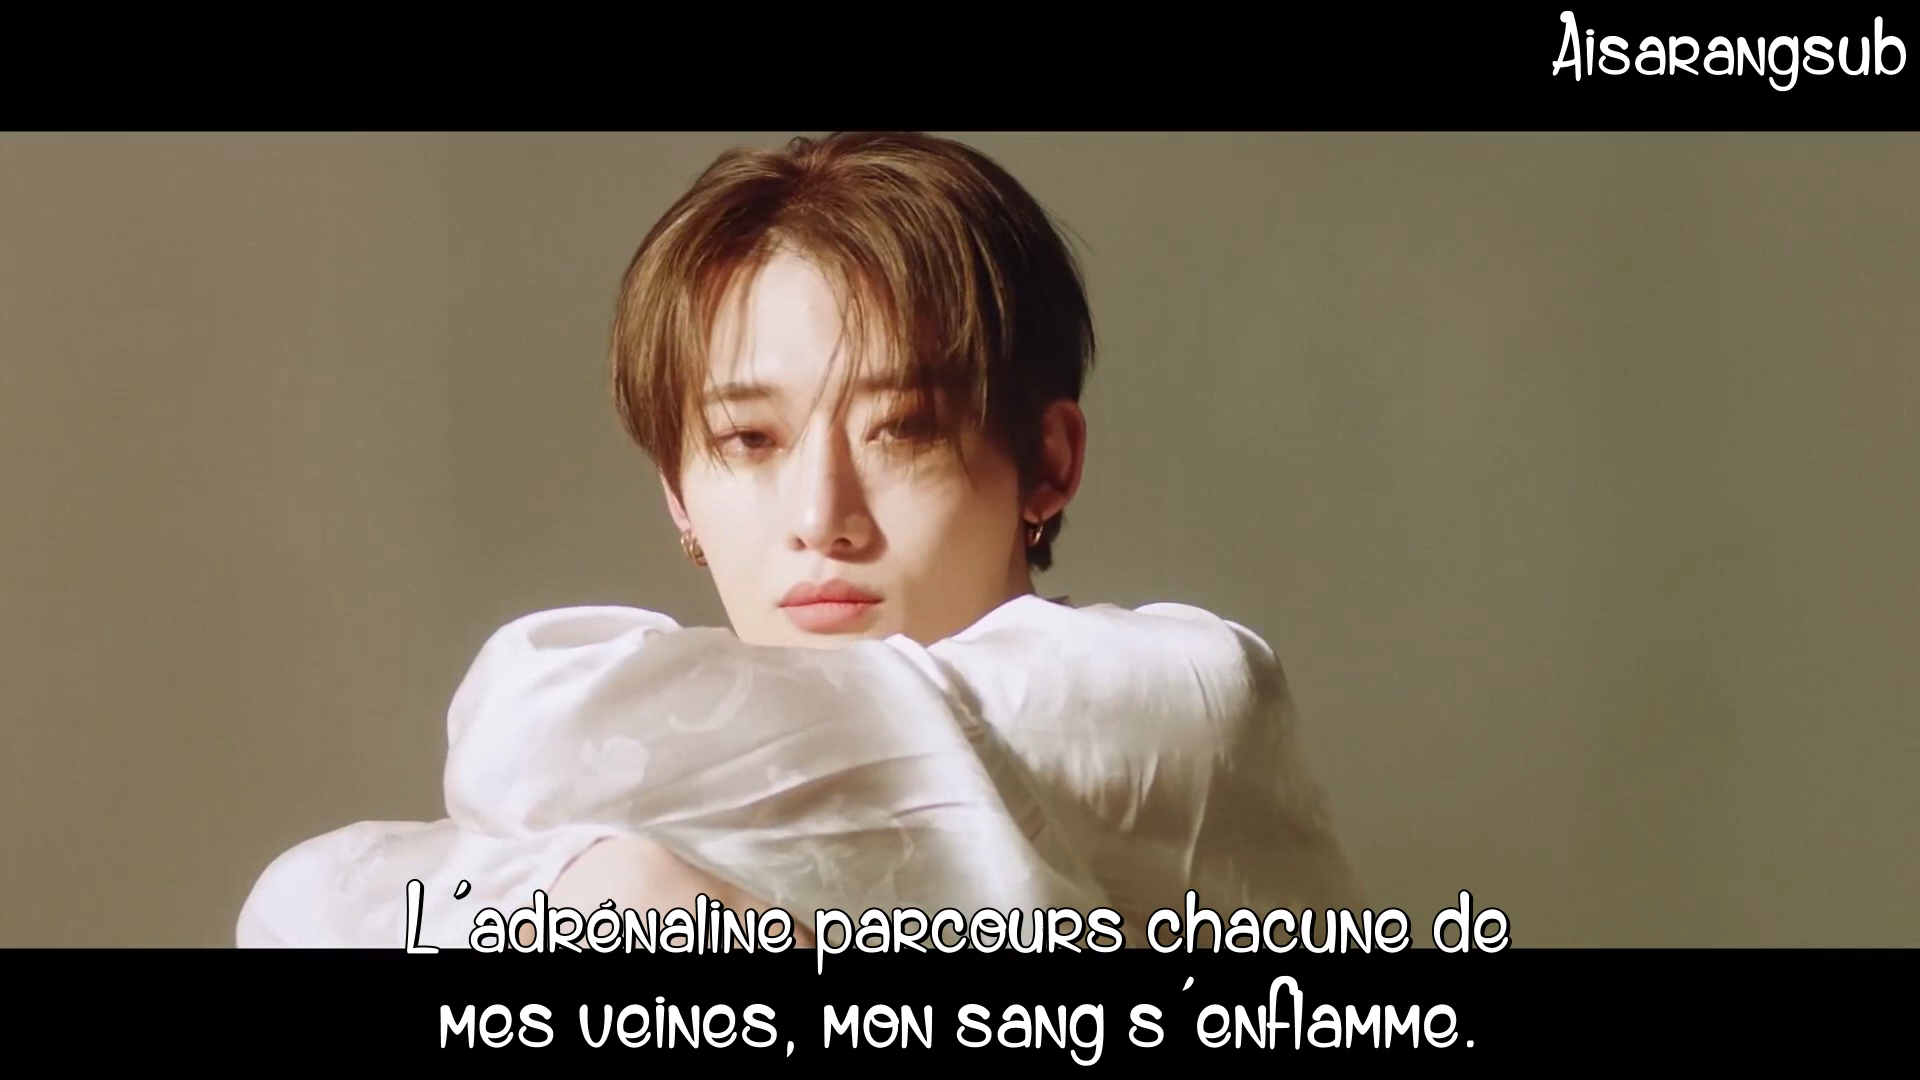 Aisarangsub
L'adrénaline parcours chacune de
mes veines, mon sang s'enflamme.